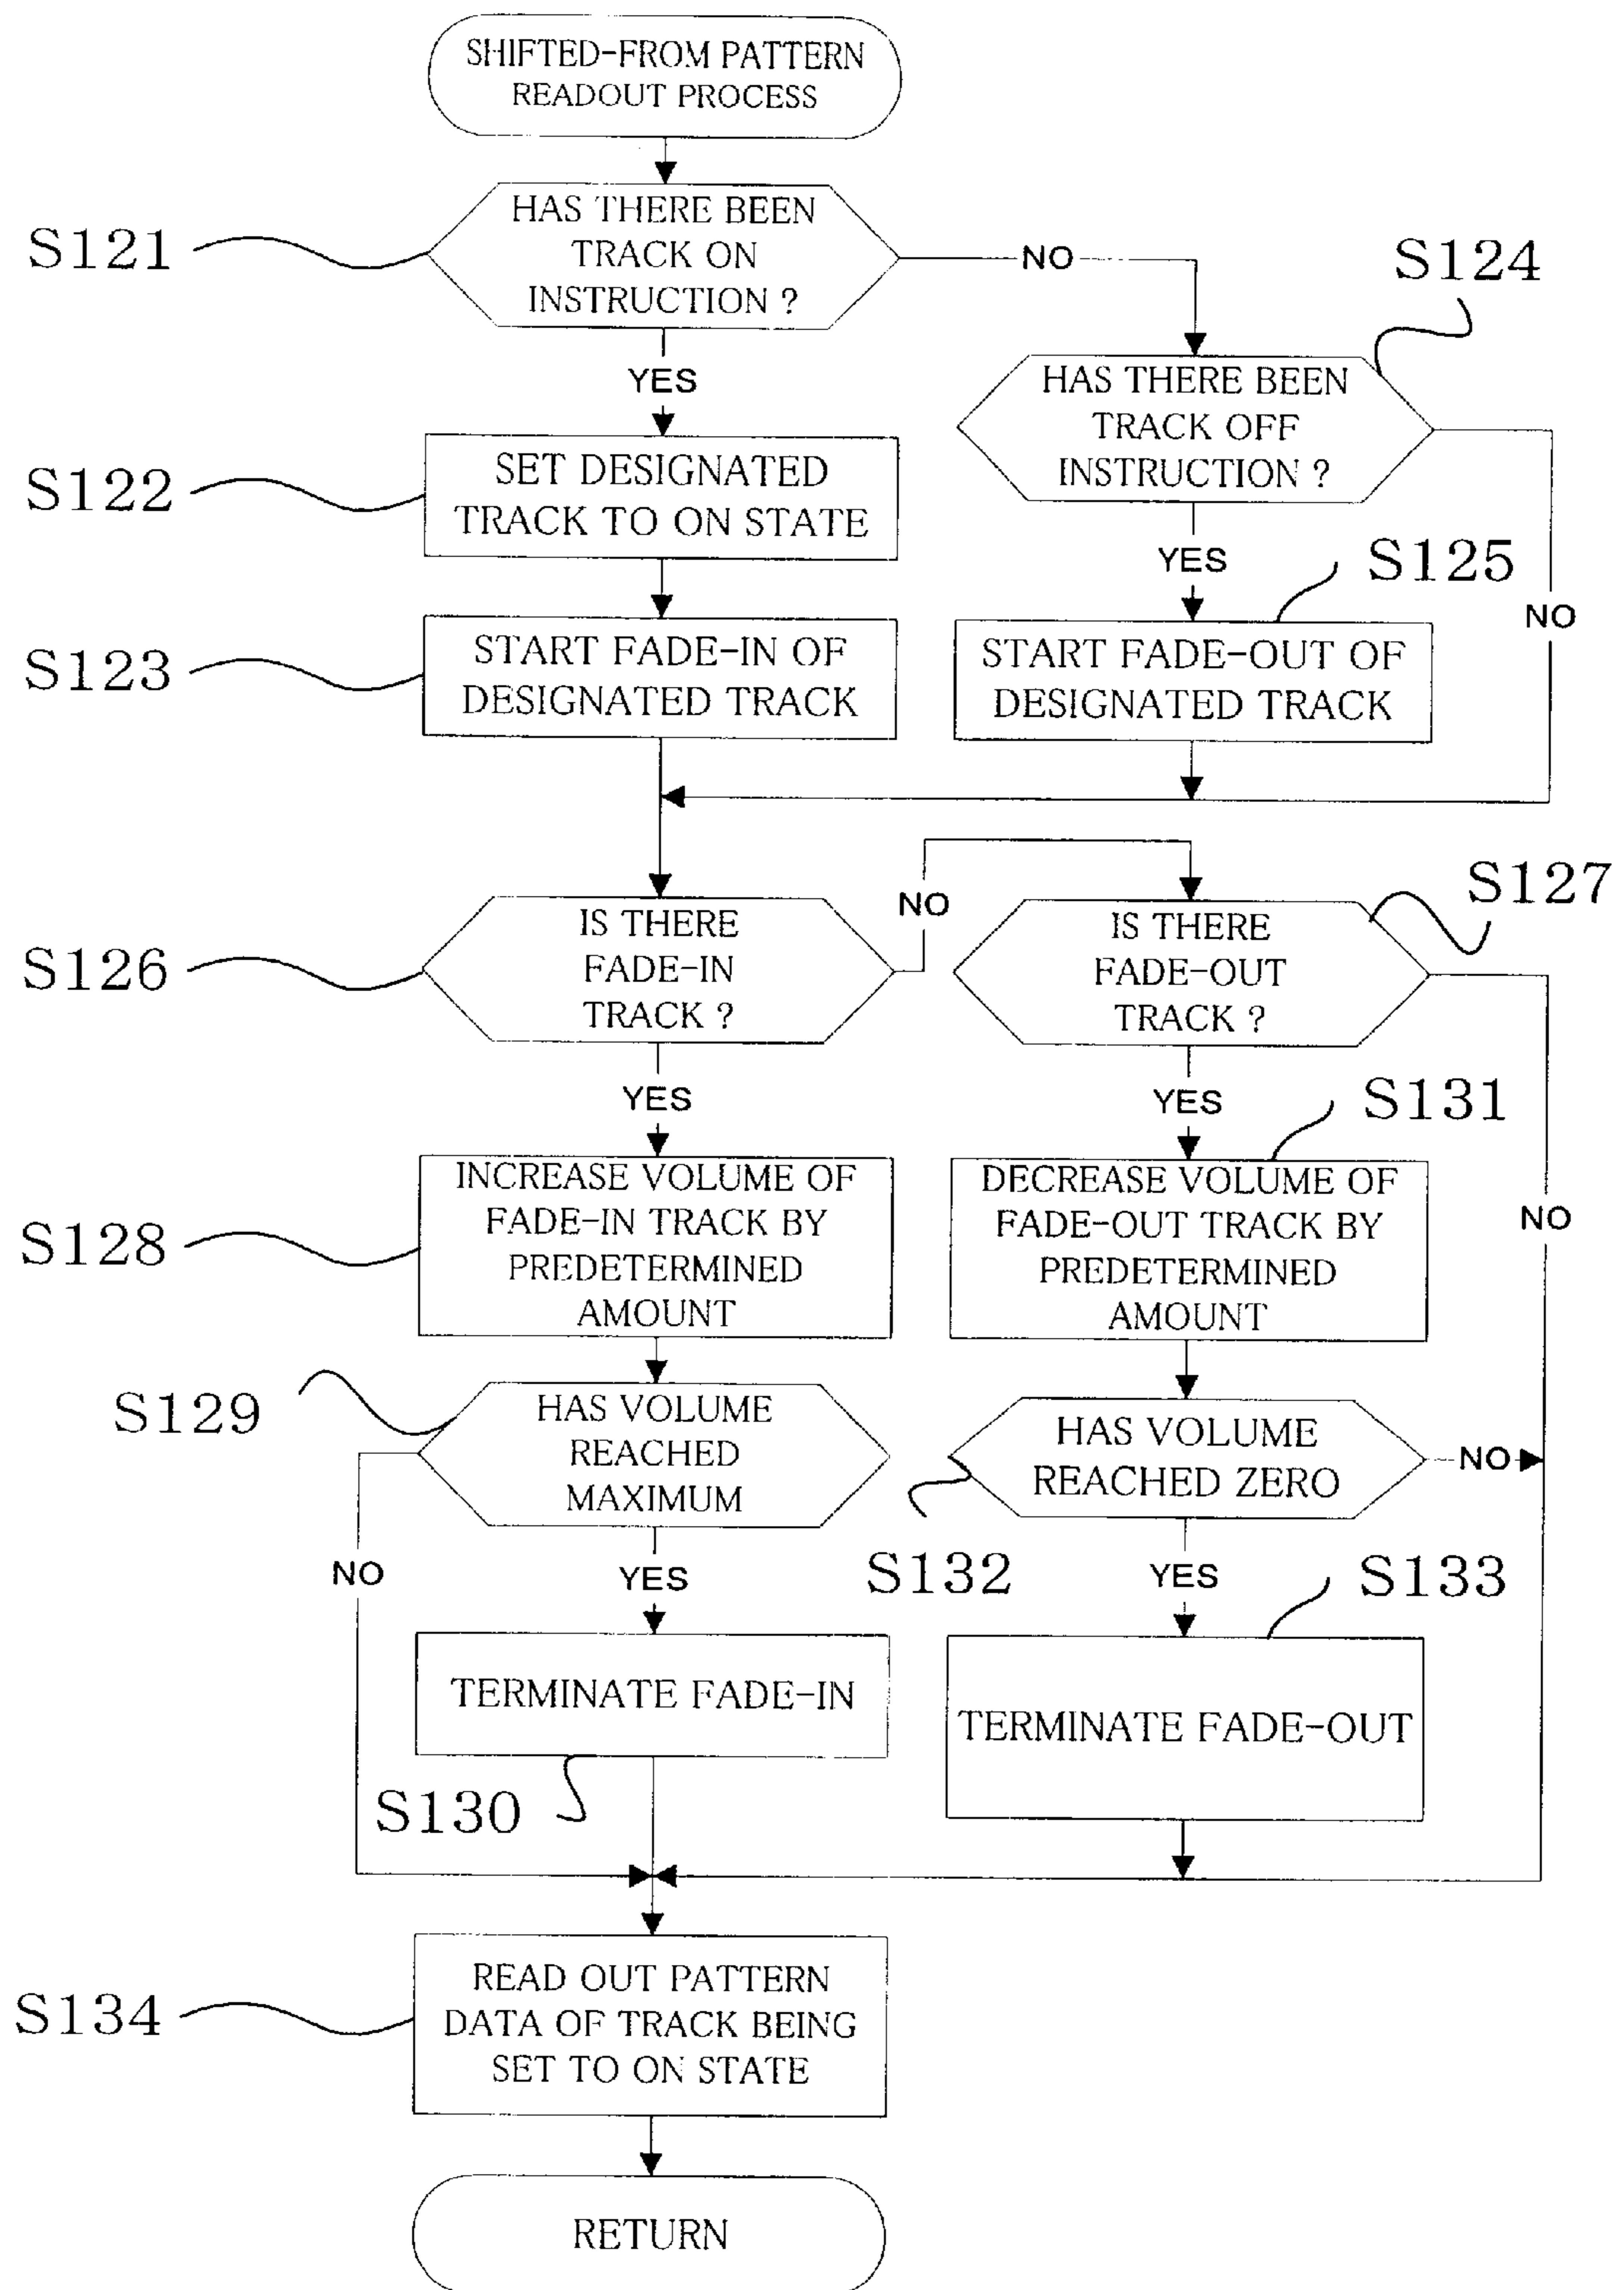 SHIFTED-FROM PATTERN
READOUT PROCESS
S121
HAS THERE BEEN
TRACK ON
INSTRUCTION ?
NO
S124
YES
HAS THERE BEEN
TRACK OFF
INSTRUCTION ?
S122
SET DESIGNATED
TRACK TO ON STATE
YES
S125
NO
S123
START FADE-IN OF
DESIGNATED TRACK
START FADE-OUT OF
DESIGNATED TRACK
S126
IS THERE
FADE-IN
TRACK ?
NO
IS THERE
FADE-OUT
TRACK ?
S127
YES
YES
S131
S128
INCREASE VOLUME OF
FADE-IN TRACK BY
PREDETERMINED
AMOUNT
DECREASE VOLUME OF
FADE-OUT TRACK BY
PREDETERMINED
AMOUNT
NO
S129
HAS VOLUME
REACHED
MAXIMUM
HAS VOLUME
REACHED ZERO
NO
NO
YES
S132
YES
S133
TERMINATE FADE-IN
TERMINATE FADE-OUT
S130
S134
READ OUT PATTERN
DATA OF TRACK BEING
SET TO ON STATE
RETURN